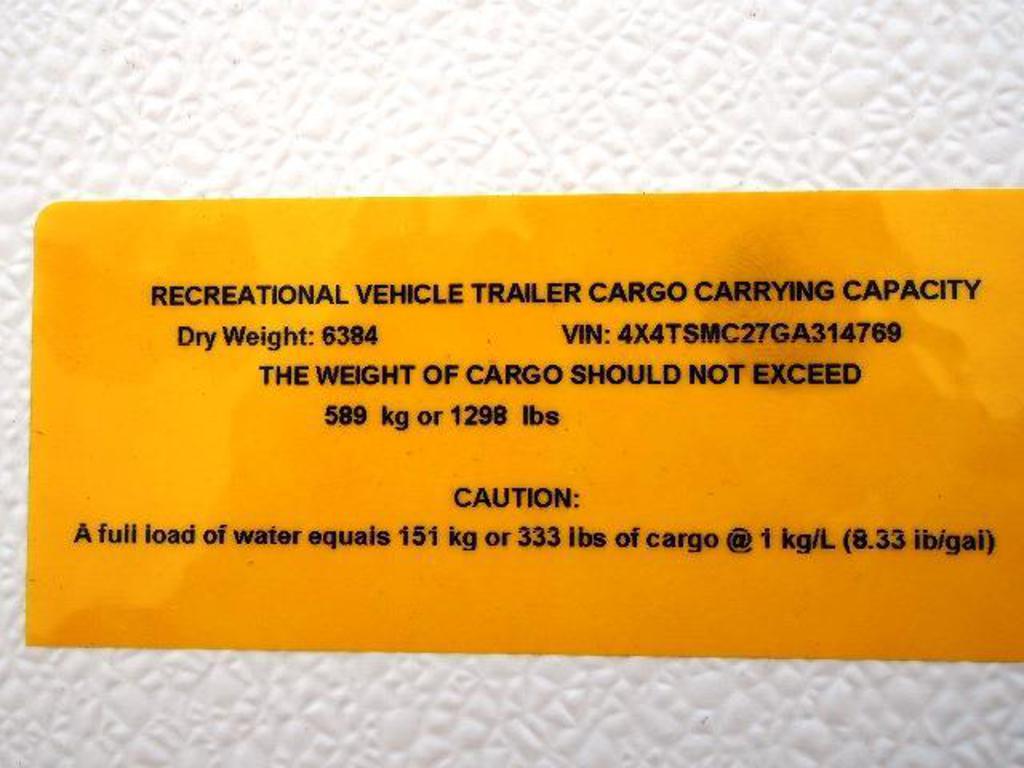 RECREATIONAL VEHICLE TRAILER CARGO CARRYING CAPACITY
Dry Weight: 6384 VIN: 4X4TSMC27GA314769
THE WEIGHT OF CARGO SHOULD NOT EXCEED
589 kg or 1298 lbs
CAUTION:
A full load of water equals 151 kg or 333 lbs of cargo @ 1 kg/L (8.33 lb/gal)